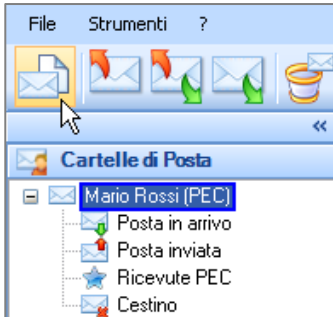 File Strumenti ?
«
Cartelle di Posta
Mario Rossi (PEC)
Posta in arrivo
Posta inviata
Ricevute PEC
Cestino